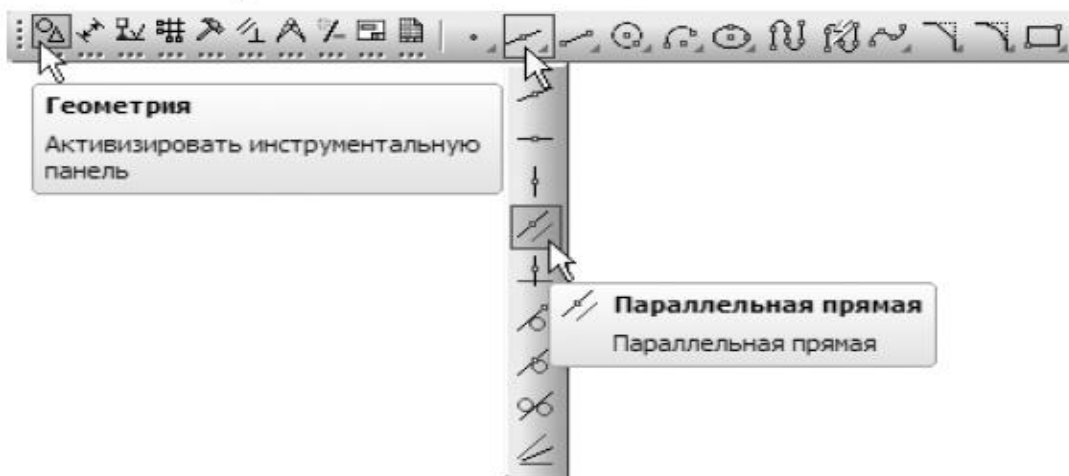 Геометрия
Активизировать инструментальную
панель
Параллельная прямая
Параллельная прямая